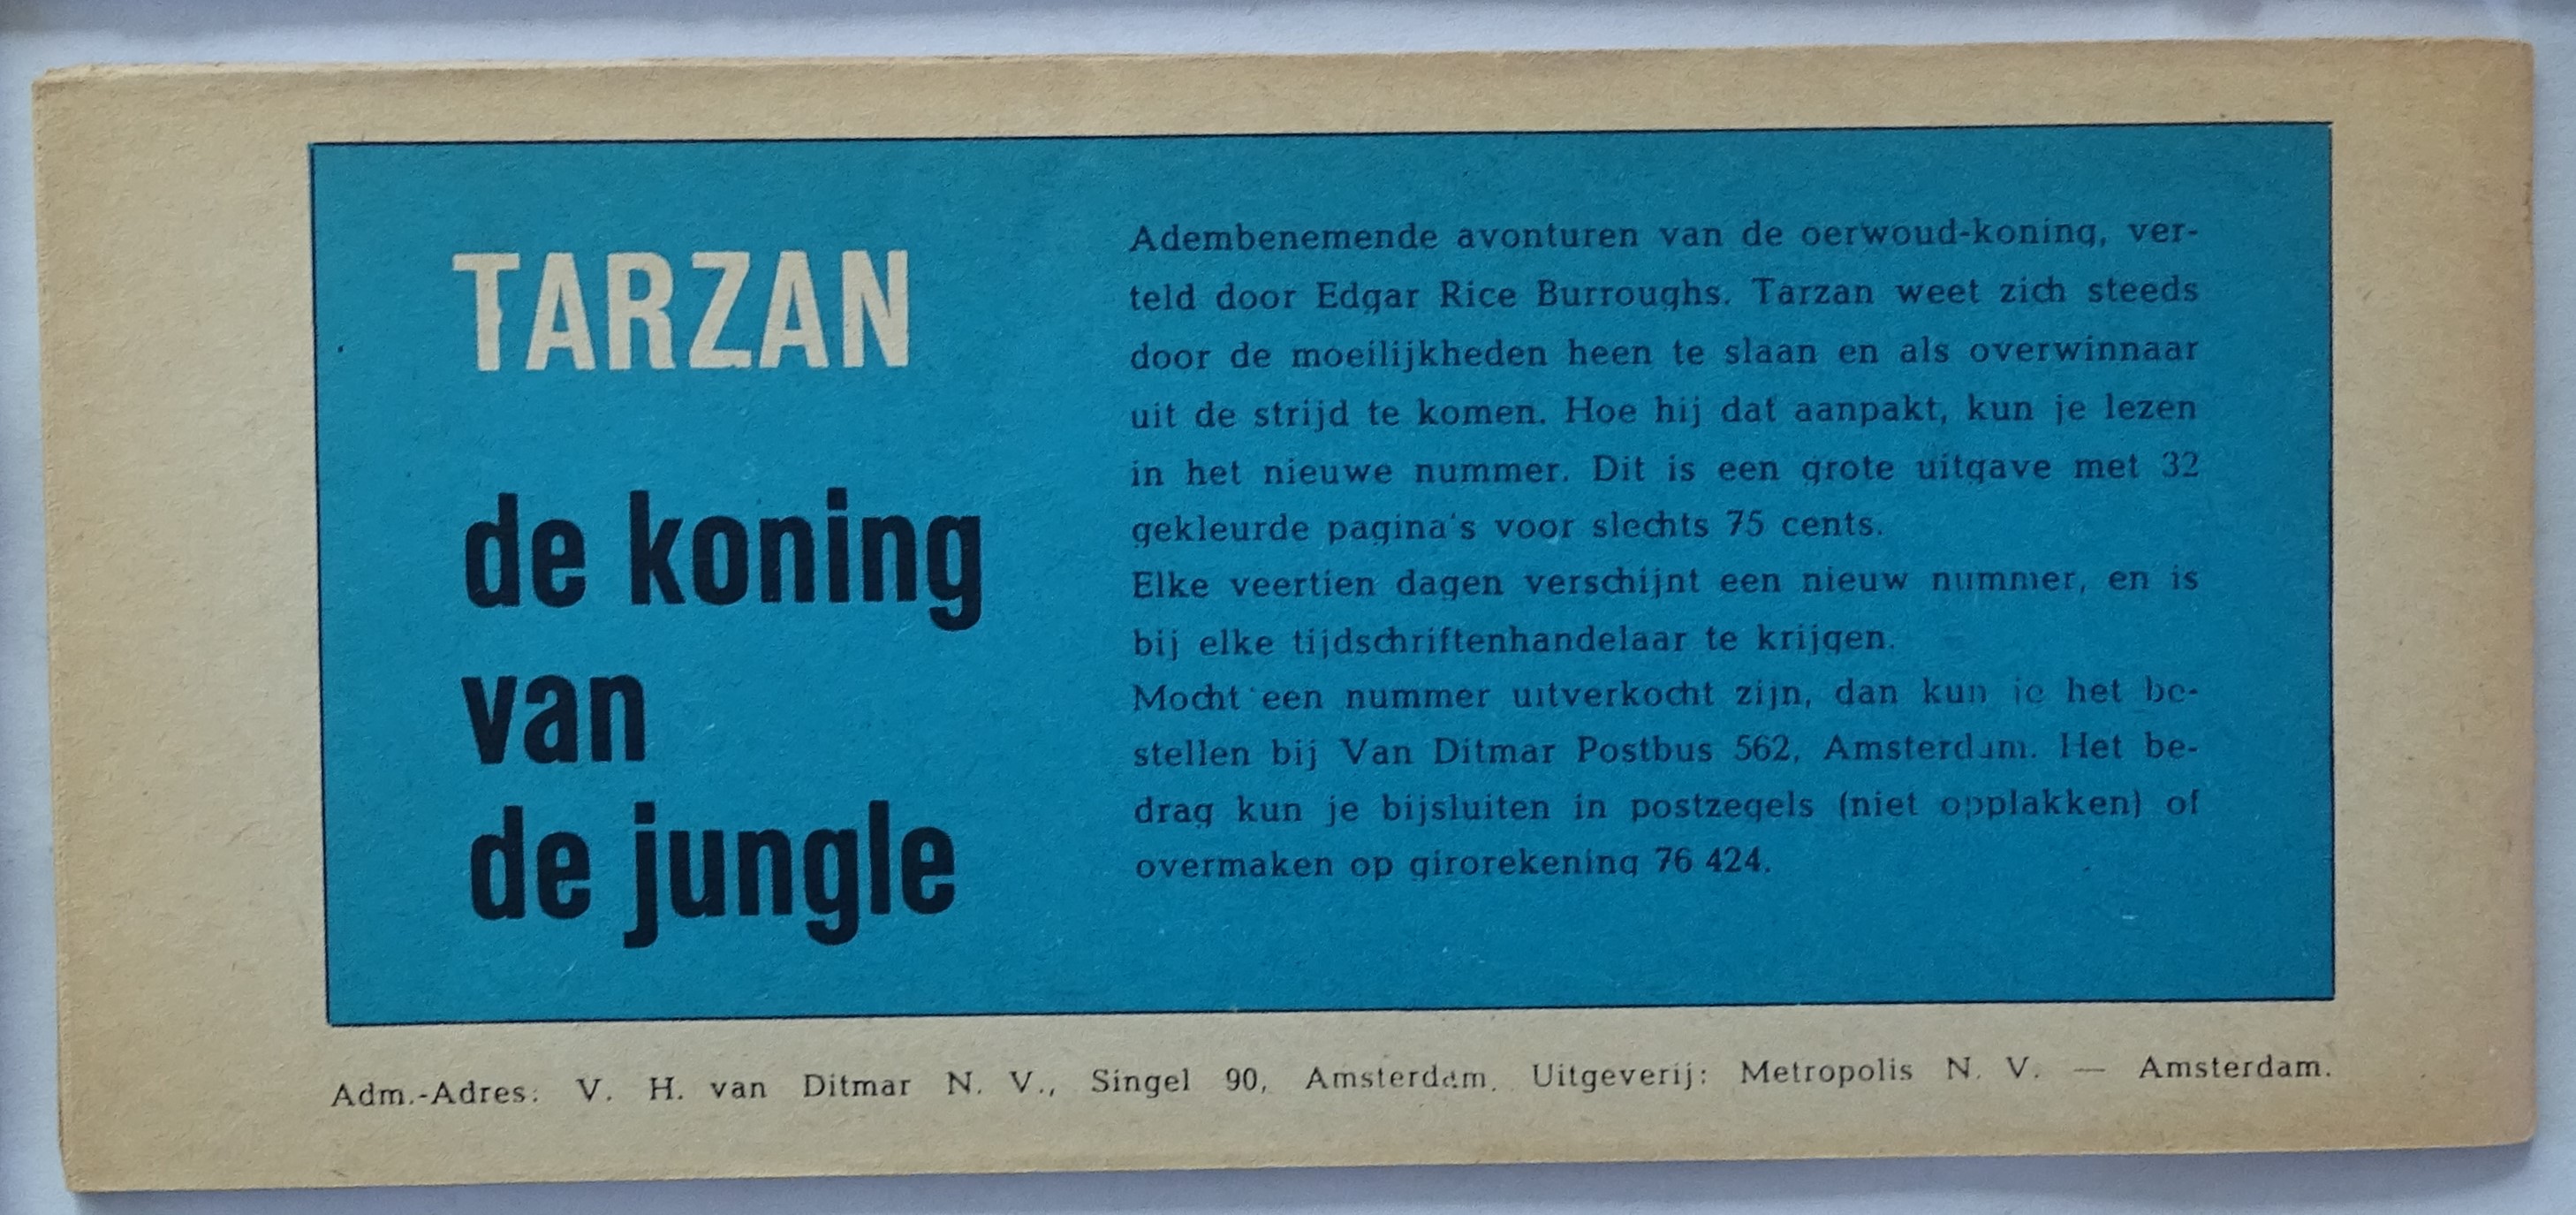 TARZAN
de koning
van
de jungle
Adembenemende avonturen van de oerwoud-koning, ver-
teld door Edgar Rice Burroughs. Tarzan weet zich steeds
door de moeilijkheden heen te slaan en als overwinnaar
uit de strijd te komen. Hoe hij dat aanpakt, kun je lezen
in het nieuwe nummer. Dit is een grote uitgave met 32
gekleurde pagina's voor slechts 75 cents.
Elke veertien dagen verschijnt een nieuw nummer, en is
bij elke tijdschriftenhandelaar te krijgen.
Mocht een nummer uitverkocht zijn, dan kun je het be-
stellen bij Van Ditmar Postbus 562, Amsterdam. Het be-
drag kun je bijsluiten in postzegels (niet opplakken) of
overmaken op girorekening 76 424.
Adm.-Adres: V. H. van Ditmar N. V., Singel 90, Amsterdam. Uitgeverij: Metropolis N. V. — Amsterdam.